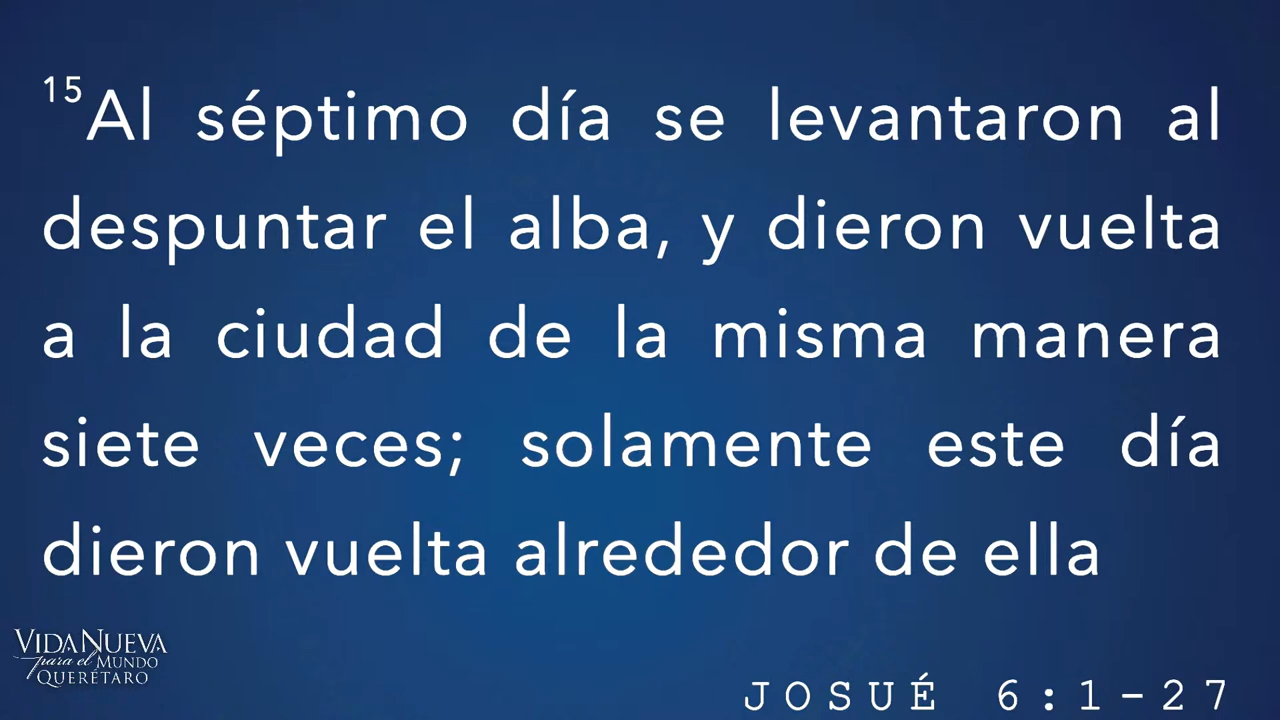 15Al séptimo día se levantaron al
despuntar el alba, y dieron vuelta
a la ciudad de la misma manera
siete veces; solamente este día
dieron vuelta alrededor de ella
VIDA NUEVA
para el MUNDO
QUERÉTARO
JOSUÉ 6:1-27